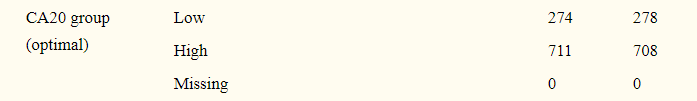 CA20 group Low 274 278
(optimal) High 711 708
Missing 0 0